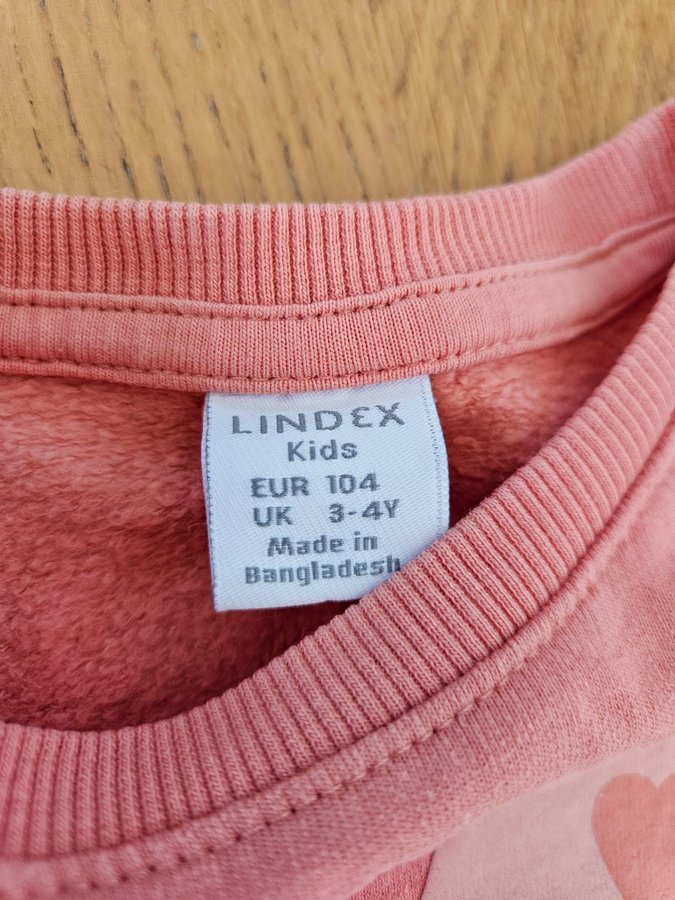 LINDEX
Kids
EUR 104
UK 3-4Y
Made in
Bangladesh